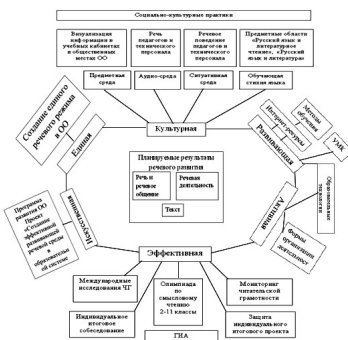 Социально-культурные практики
Визуализация
информации в
учебных кабинетах
и общественных
местах ОО
Речь
педагогов и
технического
персонала
Речевое
поведение
педагогов и
технического
персонала
Предметные области
«Русский язык и
литературное
чтение», «Русский
язык и литература»
Предметная
среда
Аудио-среда
Ситуативная
среда
Обучающая
стихия языка
Создание единого
речевого режима
в ОО
Единая
Культурная
Развивающая
Интернет-ресурсы
Методы
обучения
УМК
Планируемые результаты
речевого развития
Речь и
речевое
общение
Речевая
деятельность
Текст
Образовательные
технологии
Активная
Формы
организации
деятельност
Искусственная
Программа
развития ОО
Проект
«Создание
эффективной
развивающей
речевой среды
в
образовательн
ой системе
Эффективная
Международные
исследования ЧГ
Олимпиада
по
смысловому
чтению
2-11 классы
Мониторинг
читательской
грамотности
Индивидуальное
итоговое
собеседование
Защита
индивидуального
итогового проекта
ГИА